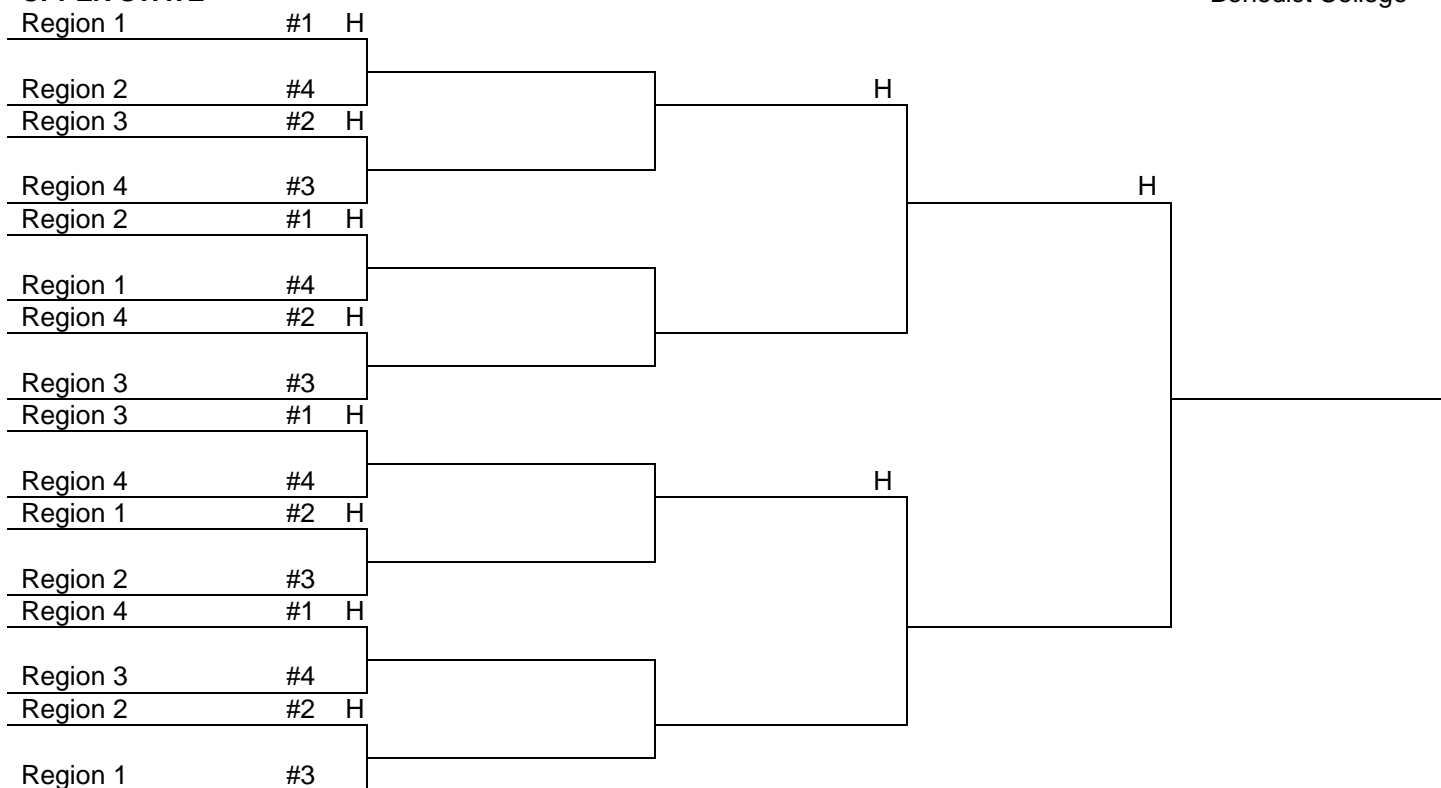 Benedict College
Region 1 #1 H
Region 2 #4 H
Region 3 #2 H
Region 4 #3 H
Region 2 #1 H
Region 1 #4
Region 4 #2 H
Region 3 #3
Region 3 #1 H
Region 4 #4 H
Region 1 #2 H
Region 2 #3
Region 4 #1 H
Region 3 #4
Region 2 #2 H
Region 1 #3